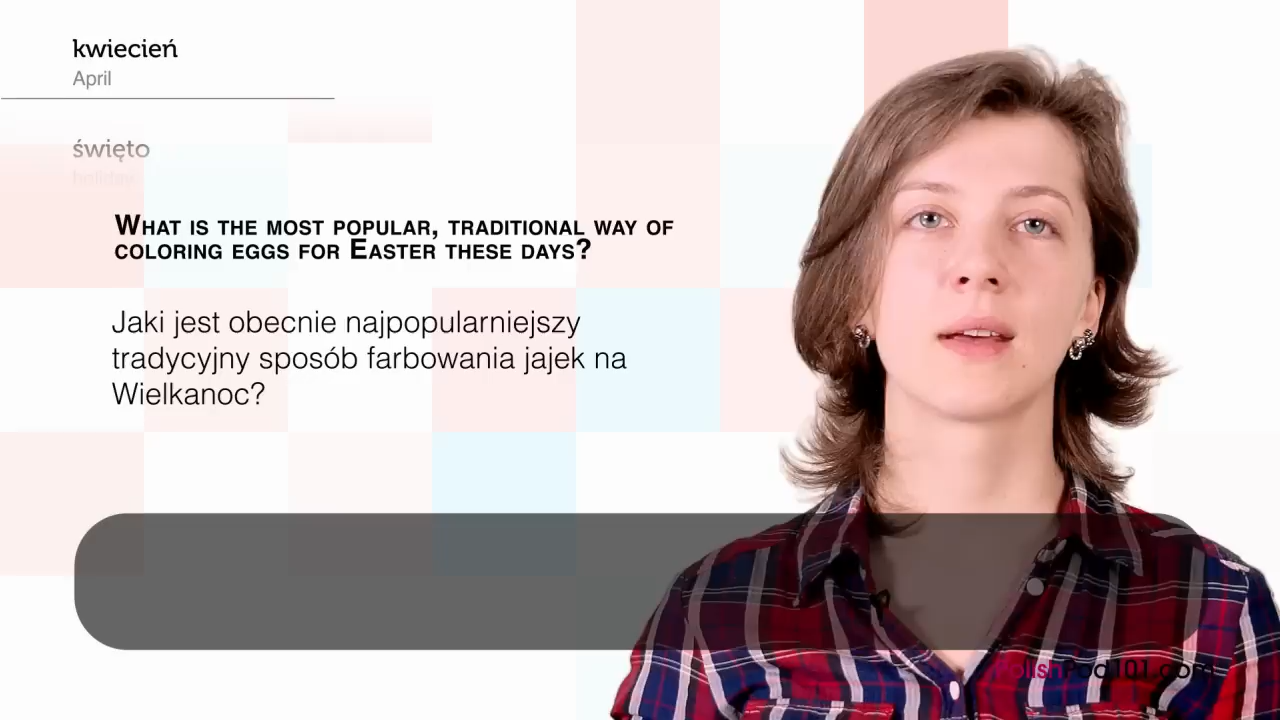 kwiecień
April
święto
holiday
What is the most popular, traditional way of
coloring eggs for Easter these days?
Jaki jest obecnie najpopularniejszy
tradycyjny sposób farbowania jajek na
Wielkanoc?
PolishPod101.com